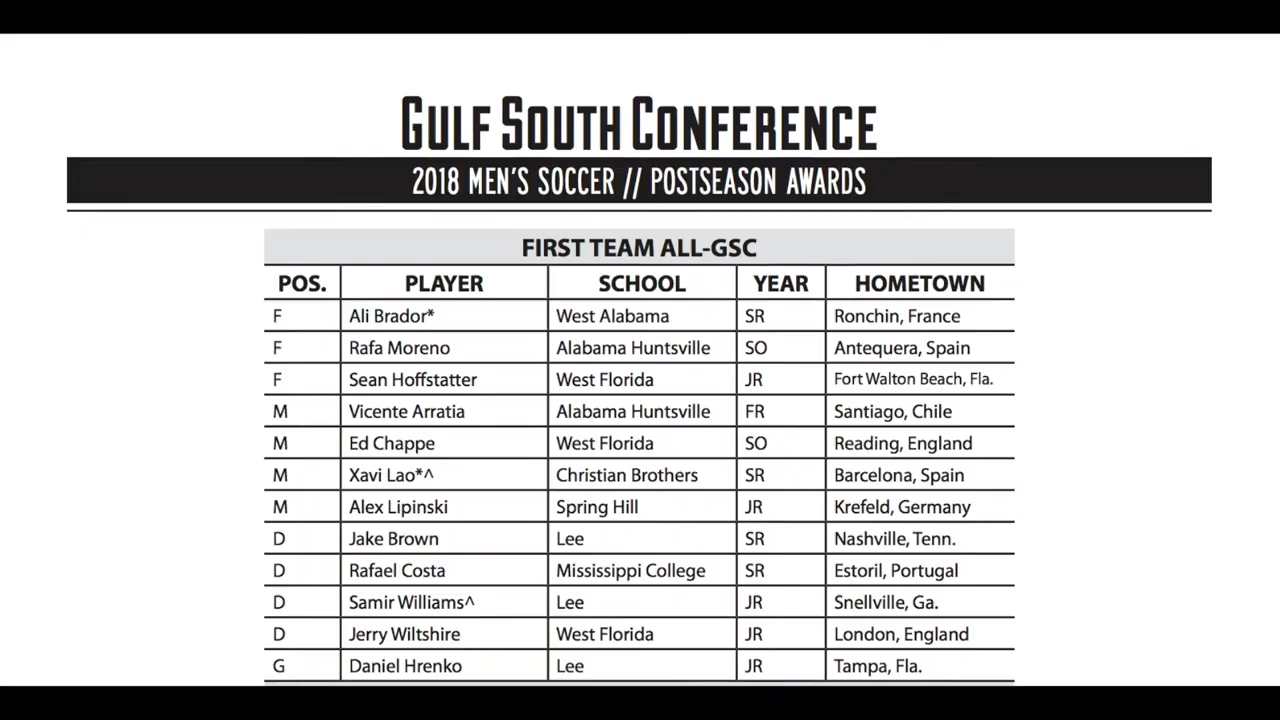 GULF SOUTH CONFERENCE
2018 MEN'S SOCCER // POSTSEASON AWARDS
FIRST TEAM ALL-GSC
POS. PLAYER SCHOOL YEAR HOMETOWN
F Ali Brador* West Alabama SR Ronchin, France
F Rafa Moreno Alabama Huntsville SO Antequera, Spain
F Sean Hoffstatter West Florida JR Fort Walton Beach, Fla.
M Vicente Arratia Alabama Huntsville FR Santiago, Chile
M Ed Chappe West Florida SO Reading, England
M Xavi Lao*^ Christian Brothers SR Barcelona, Spain
M Alex Lipinski Spring Hill JR Krefeld, Germany
D Jake Brown Lee SR Nashville, Tenn.
D Rafael Costa Mississippi College SR Estoril, Portugal
D Samir Williams^ Lee JR Snellville, Ga.
D Jerry Wiltshire West Florida JR London, England
G Daniel Hrenko Lee JR Tampa, Fla.